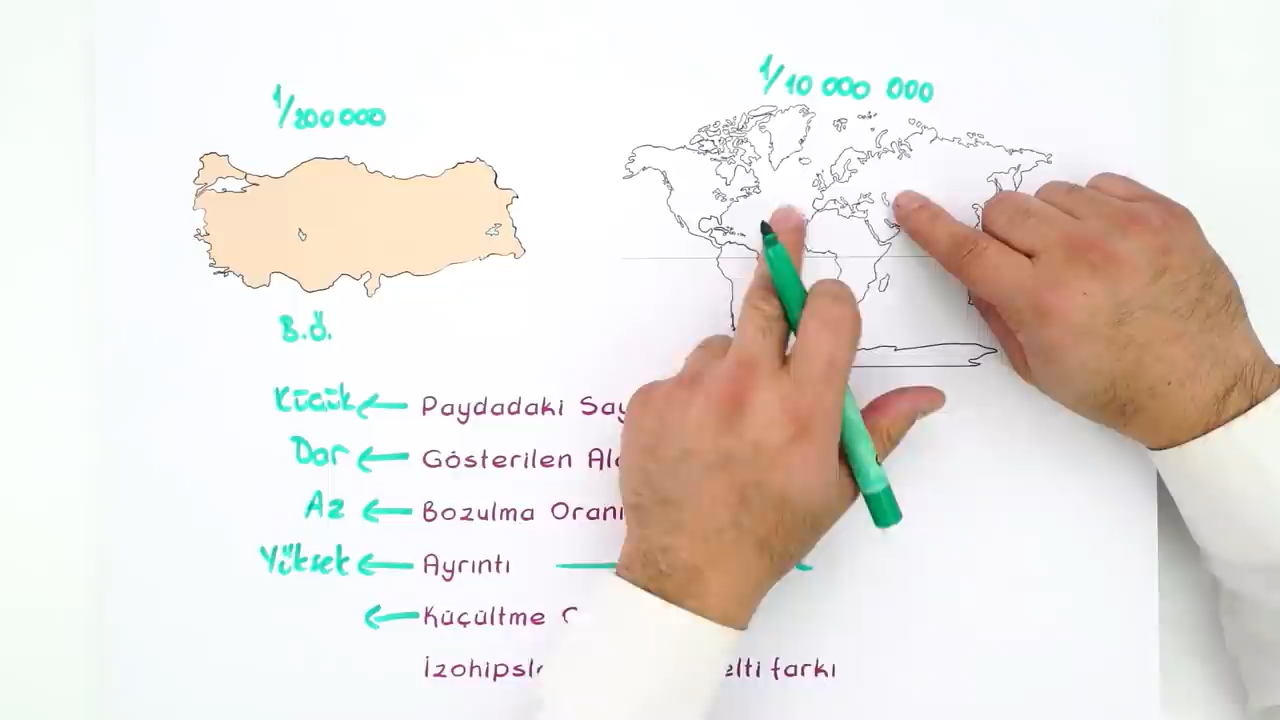 1/10 000 000
1/200 000
B.Ö.
Küçük ← Paydadaki Say
Dar ← Gösterilen Al
Az ← Bozulma Oranı
Yüksek ← Ayrıntı
← Küçültme
elti farkı